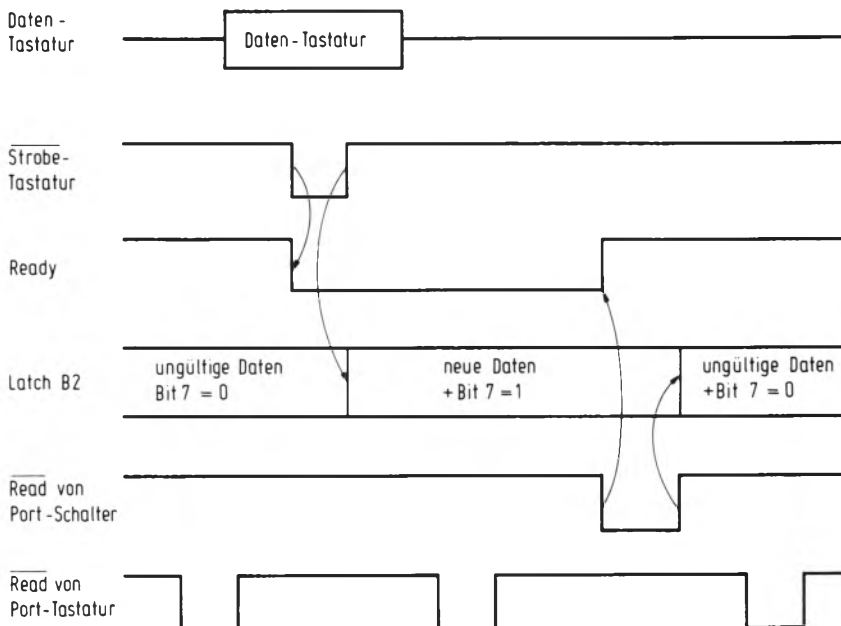 Daten-
Tastatur
Daten-Tastatur
Strobe-
Tastatur
Ready
Latch B2
ungültige Daten
Bit 7 = 0
neue Daten
+Bit 7 = 1
ungültige Daten
+Bit 7 = 0
Read von
Port-Schalter
Read von
Port-Tastatur